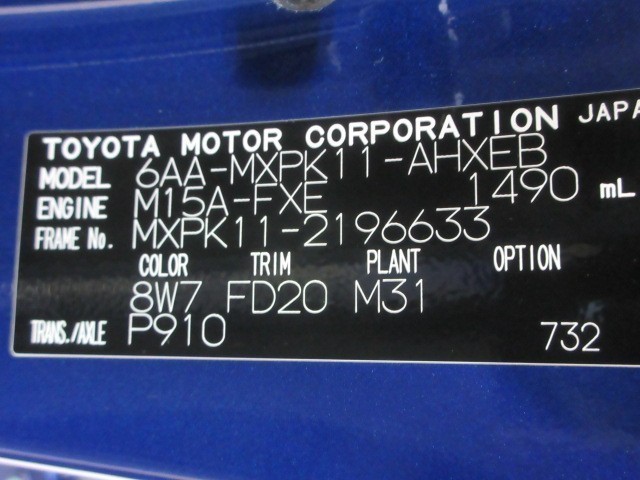 TOYOTA MOTOR CORPORATION JAPA
MODEL 6AA-MXPK11-AHXEB
ENGINE M15A-FXE 1490 mL
FRAME No. MXPK11-2196633
COLOR TRIM PLANT OPTION
8W7 FD20 M31
TRANS./AXLE P910 732